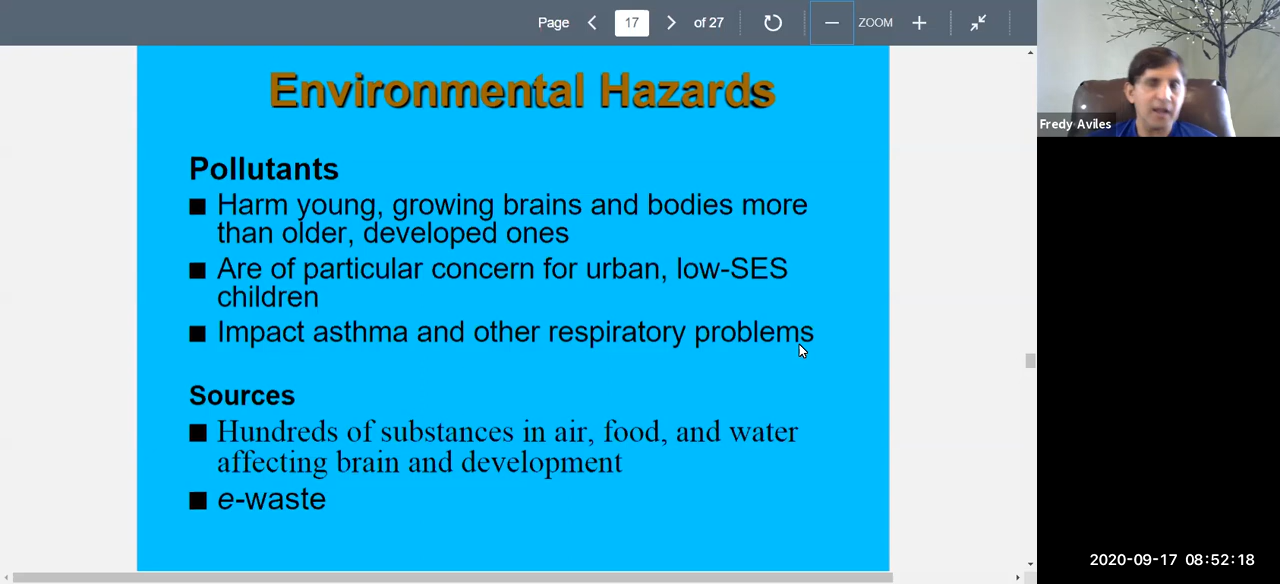 Page 17 of 27 ZOOM
Environmental Hazards
Fredy Aviles
Pollutants
Harm young, growing brains and bodies more
than older, developed ones
Are of particular concern for urban, low-SES
children
Impact asthma and other respiratory problems
Sources
Hundreds of substances in air, food, and water
affecting brain and development
e-waste
2020-09-17 08:52:18